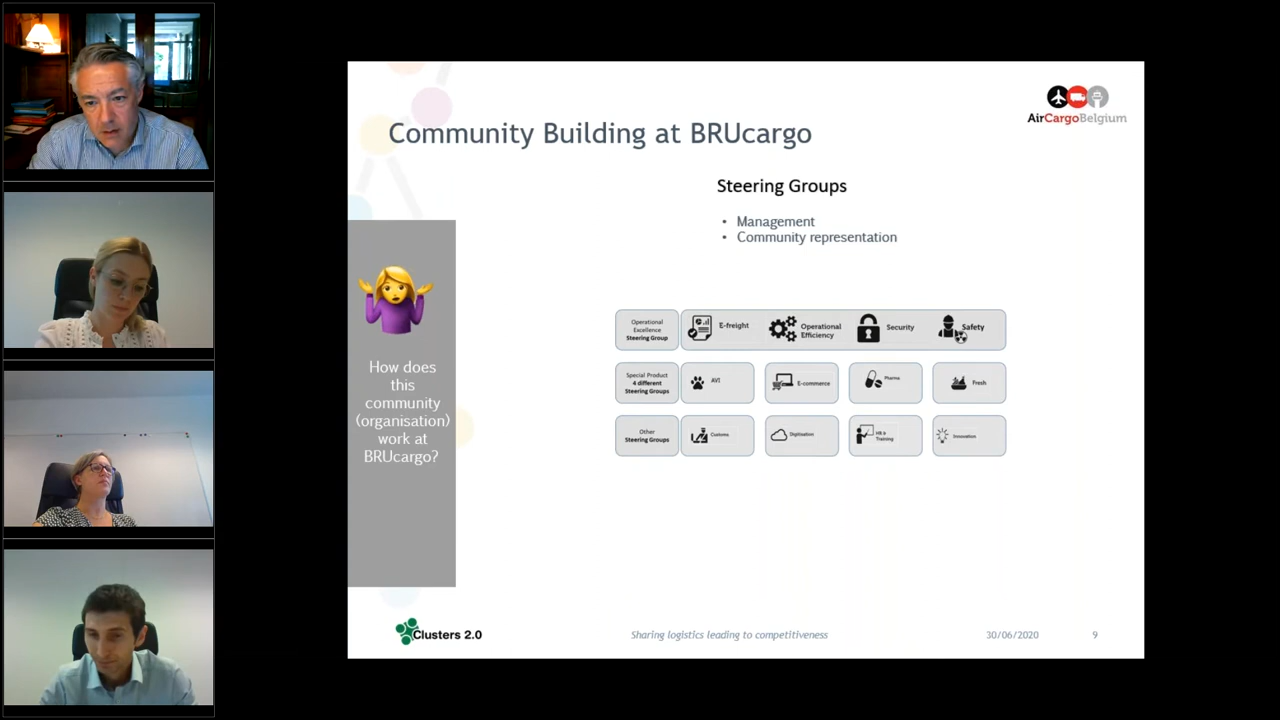 AirCargoBelgium
Community Building at BRUcargo
Steering Groups
• Management
• Community representation
How does
this
community
(organisation)
work at
BRUcargo?
Operational
Excellence
Steering Group
E-freight
Operational
Efficiency
Security
Safety
Special Product
4 different
Steering Groups
AVI
E-commerce
Pharma
Fresh
Other
Steering Groups
Customs
Digitisation
HR &
Training
Innovation
Clusters 2.0
Sharing logistics leading to competitiveness
30/06/2020
9